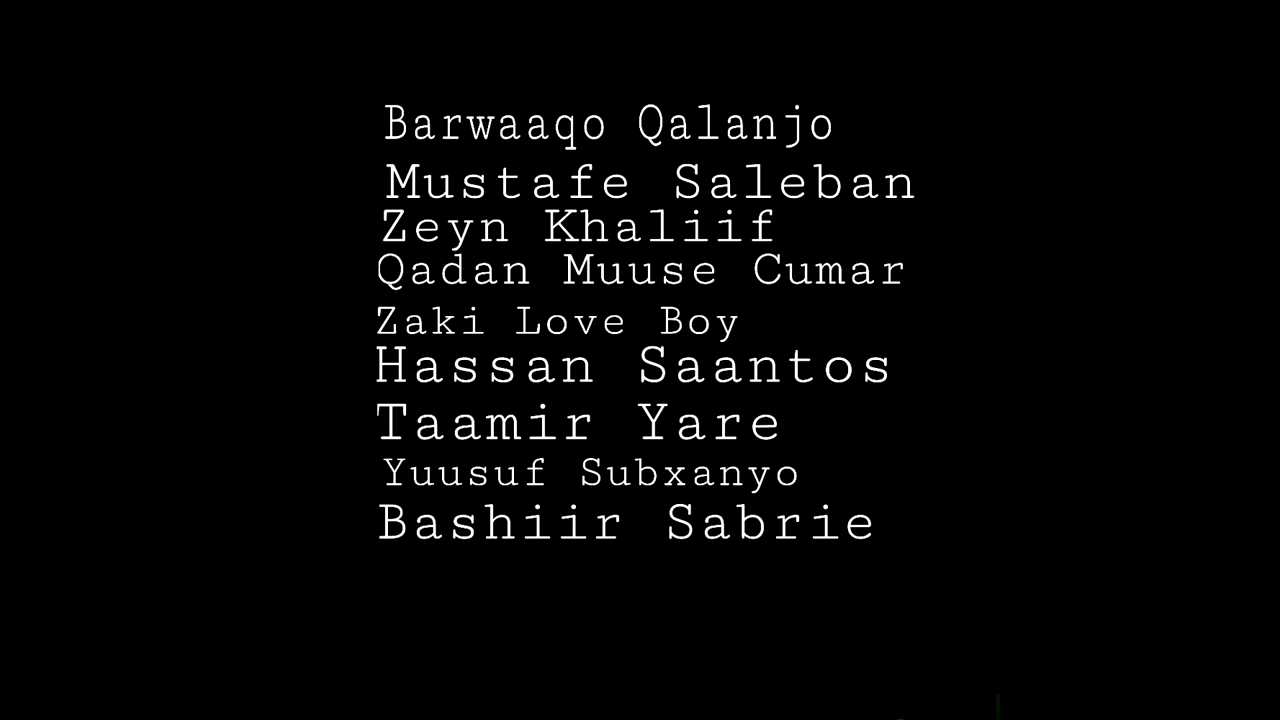 Barwaaqo Qalanjo
Mustafe Saleban
Zeyn Khaliif
Qadan Muuse Cumar
Zaki Love Boy
Hassan Saantos
Taamir Yare
Yuusuf Subxanyo
Bashiir Sabrie